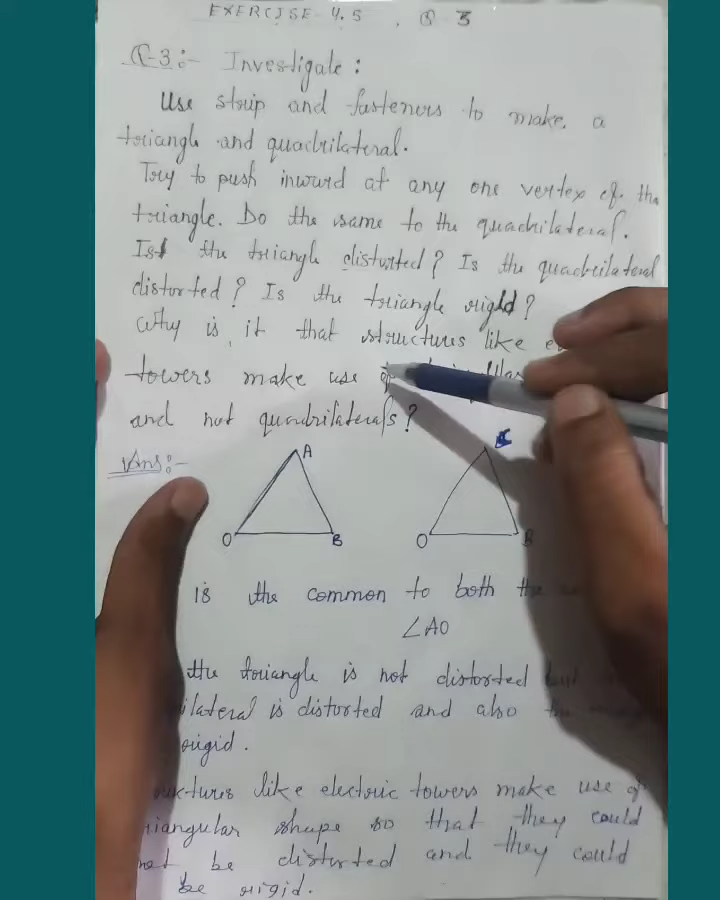 EXERCISE 4.5, Q 3
Q-3:- Investigate:
Use strip and fasteners to make a
triangle and quadrilateral.
Try to push inward at any one vertex of the
triangle. Do the same to the quadrilateral.
Is the triangle distorted? Is the quadrilateral
distorted? Is the triangle rigid?
Why is it that structures like
towers make use of
and not quadrilaterals?
Ans:-
A
O B O B
is the common to both the
∠AO
the triangle is not distorted
is distorted and also the
rigid.
like electric towers make use of
shape so that they could
be distorted and they could
be rigid.